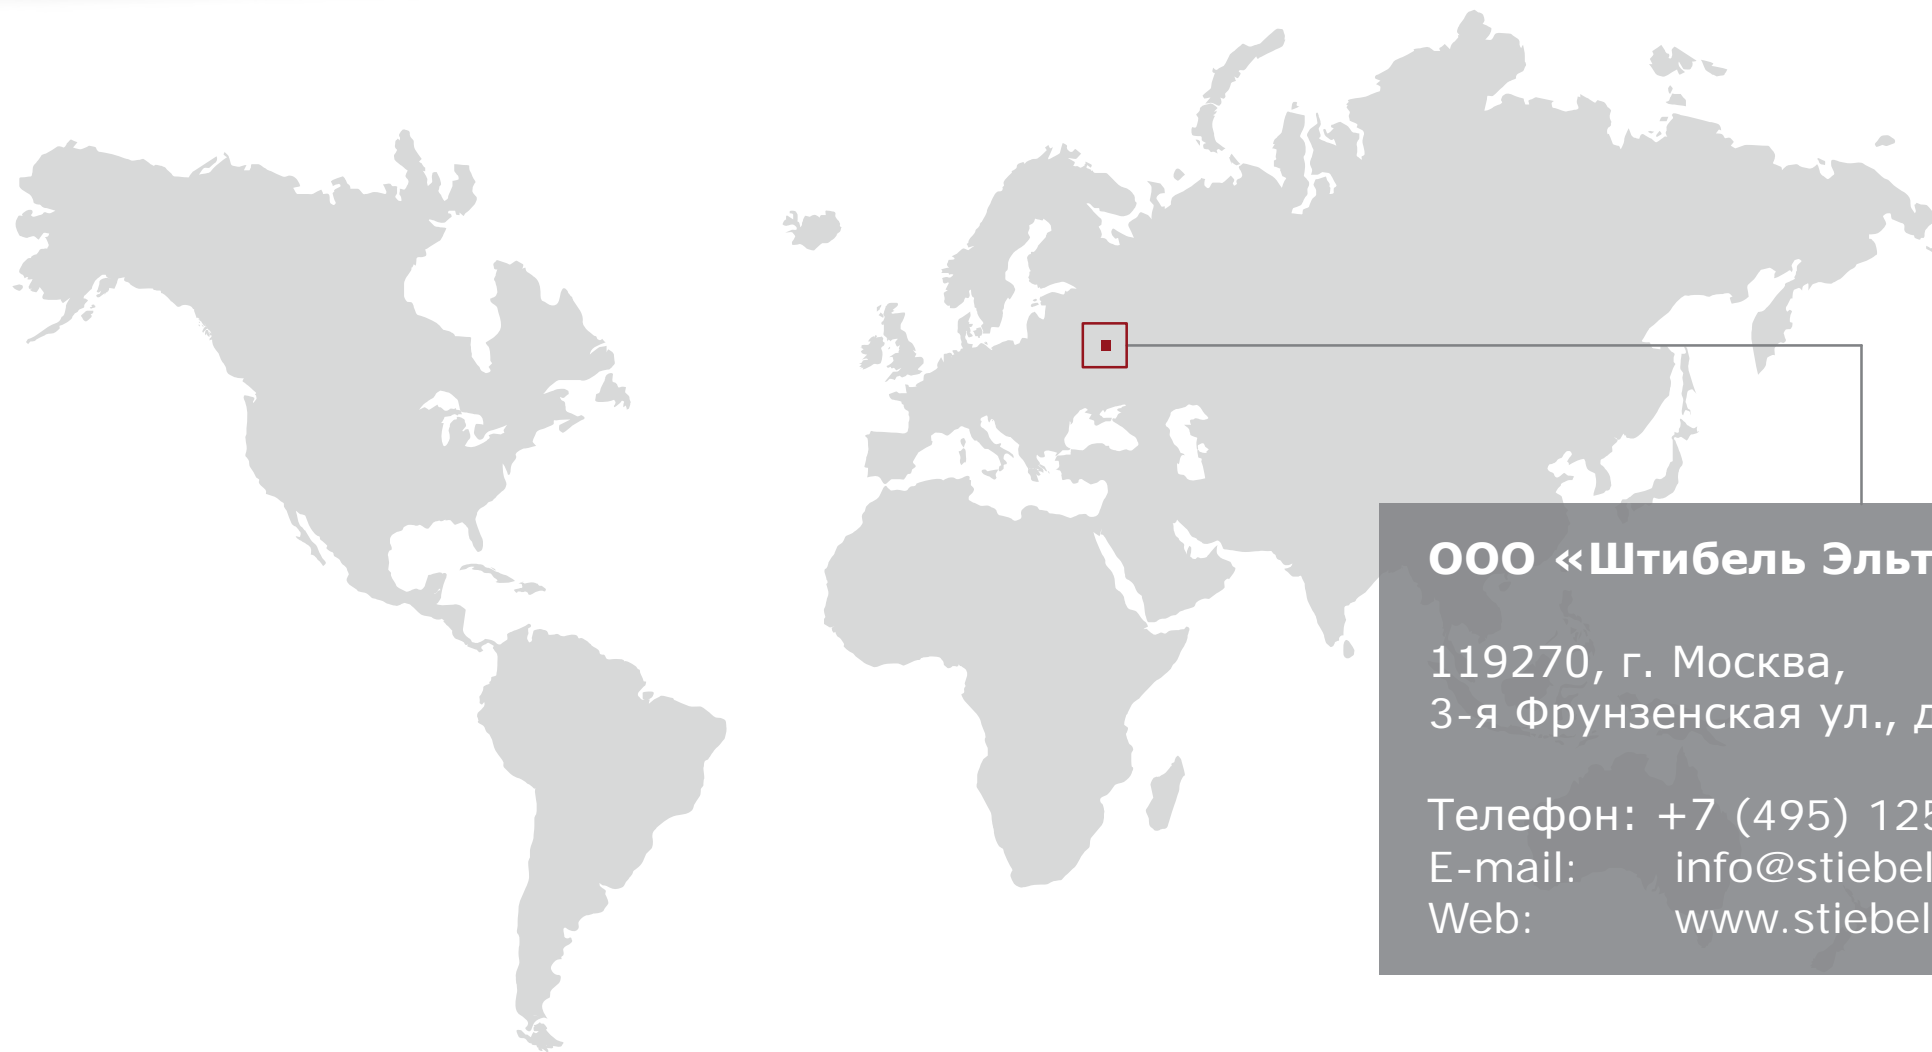 ООО «Штибель Эльт
119270, г. Москва,
3-я Фрунзенская ул., д
Телефон: +7 (495) 125
E-mail: info@stiebel
Web: www.stiebel